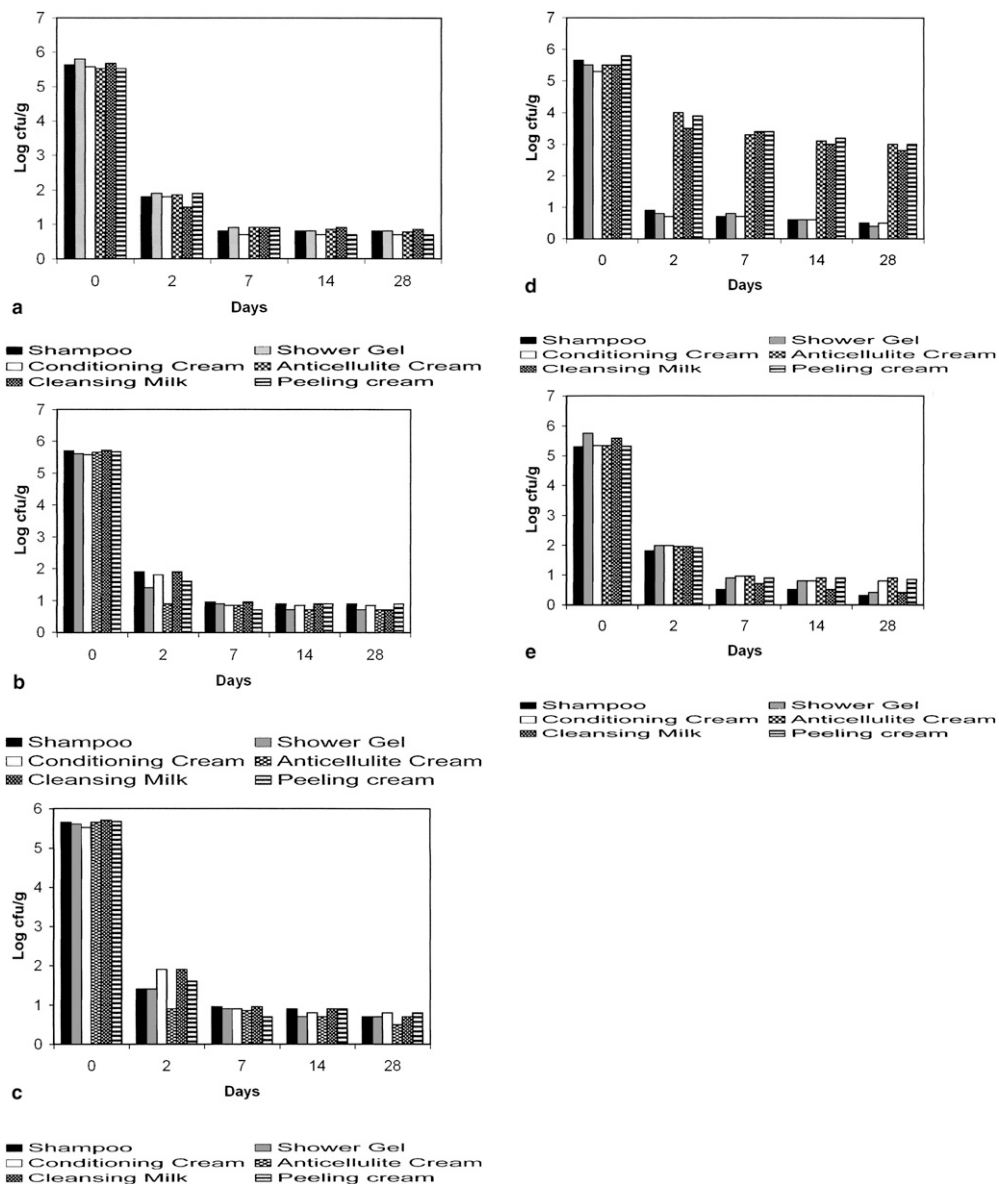 7
6
5
4
3
2
1
0
Log cfu/g
0 2 7 14 28
Days
a
Shampoo Shower Gel
Conditioning Cream Anticellulite Cream
Cleansing Milk Peeling cream
7
6
5
4
3
2
1
0
Log cfu/g
0 2 7 14 28
Days
b
Shampoo Shower Gel
Conditioning Cream Anticellulite Cream
Cleansing Milk Peeling cream
6
5
4
3
2
1
0
Log cfu/g
0 2 7 14 28
Days
c
Shampoo Shower Gel
Conditioning Cream Anticellulite Cream
Cleansing Milk Peeling cream
7
6
5
4
3
2
1
0
Log cfu/g
0 2 7 14 28
Days
d
Shampoo Shower Gel
Conditioning Cream Anticellulite Cream
Cleansing Milk Peeling cream
7
6
5
4
3
2
1
0
Log cfu/g
0 2 7 14 28
Days
e
Shampoo Shower Gel
Conditioning Cream Anticellulite Cream
Cleansing Milk Peeling cream